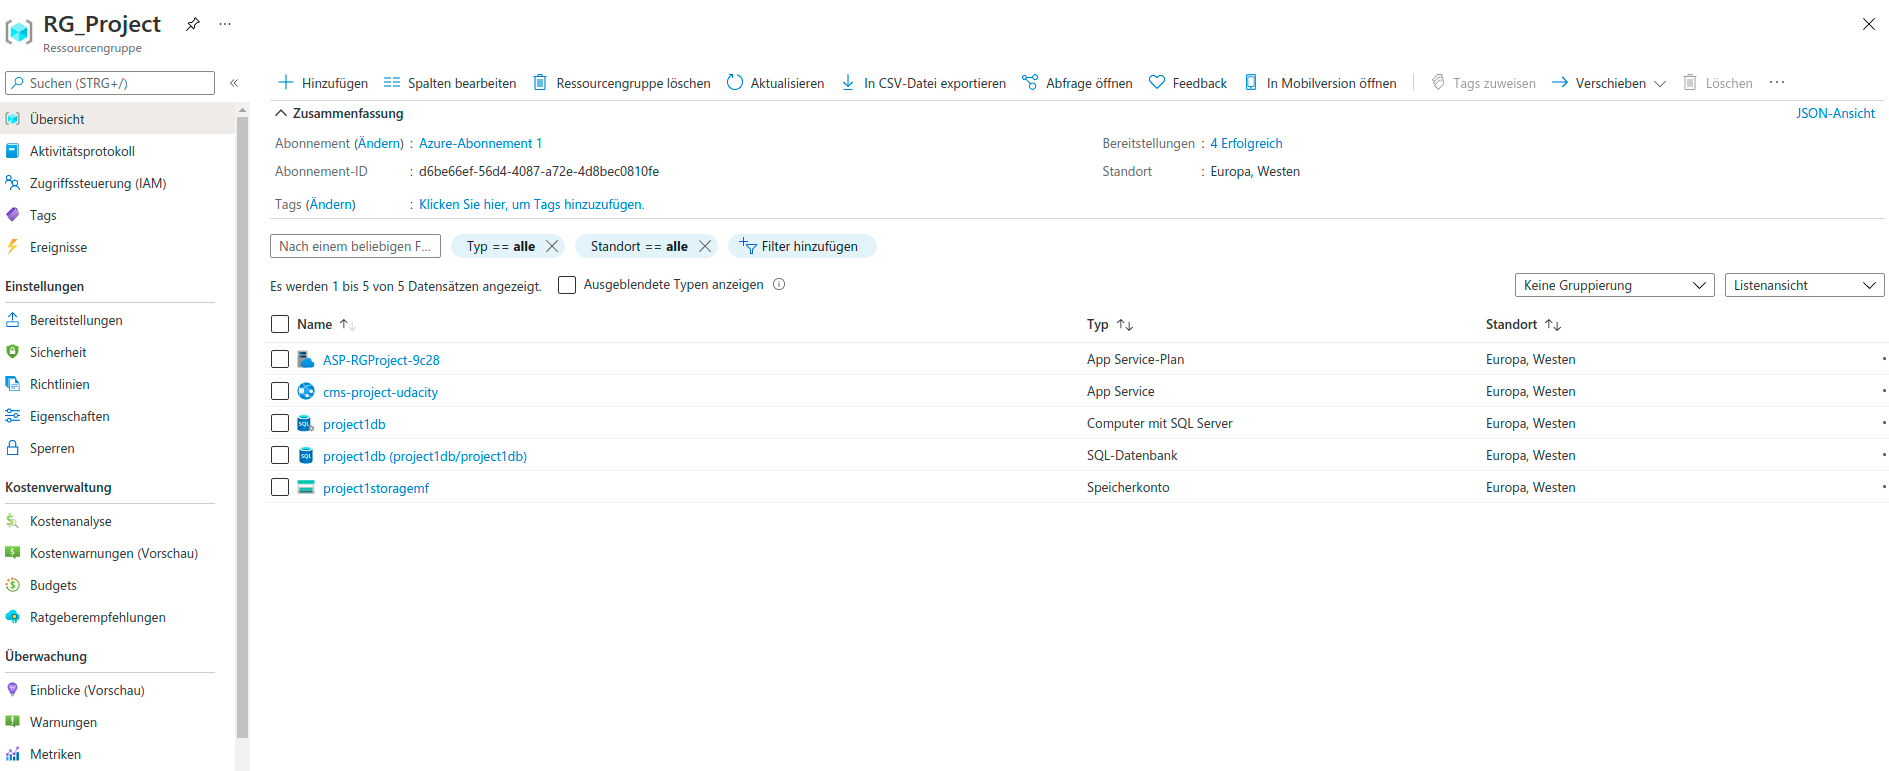 RG_Project
Ressourcengruppe
Suchen (STRG+/)
Übersicht
Aktivitätsprotokoll
Zugriffssteuerung (IAM)
Tags
Ereignisse
Einstellungen
Bereitstellungen
Sicherheit
Richtlinien
Eigenschaften
Sperren
Kostenverwaltung
Kostenanalyse
Kostenwarnungen (Vorschau)
Budgets
Ratgeberempfehlungen
Überwachung
Einblicke (Vorschau)
Warnungen
Metriken
Hinzufügen Spalten bearbeiten Ressourcengruppe löschen Aktualisieren In CSV-Datei exportieren Abfrage öffnen Feedback In Mobilversion öffnen Tags zuweisen Verschieben Löschen ...
Zusammenfassung JSON-Ansicht
Abonnement (Ändern) : Azure-Abonnement 1 Bereitstellungen : 4 Erfolgreich
Abonnement-ID : d6be66ef-56d4-4087-a72e-4d8bec0810fe Standort : Europa, Westen
Tags (Ändern) : Klicken Sie hier, um Tags hinzuzufügen.
Nach einem beliebigen F... Typ == alle Standort == alle Filter hinzufügen
Es werden 1 bis 5 von 5 Datensätzen angezeigt. Ausgeblendete Typen anzeigen Keine Gruppierung Listenansicht
Name Typ Standort
ASP-RGProject-9c28 App Service-Plan Europa, Westen
cms-project-udacity App Service Europa, Westen
project1db Computer mit SQL Server Europa, Westen
project1db (project1db/project1db) SQL-Datenbank Europa, Westen
project1storagemf Speicherkonto Europa, Westen